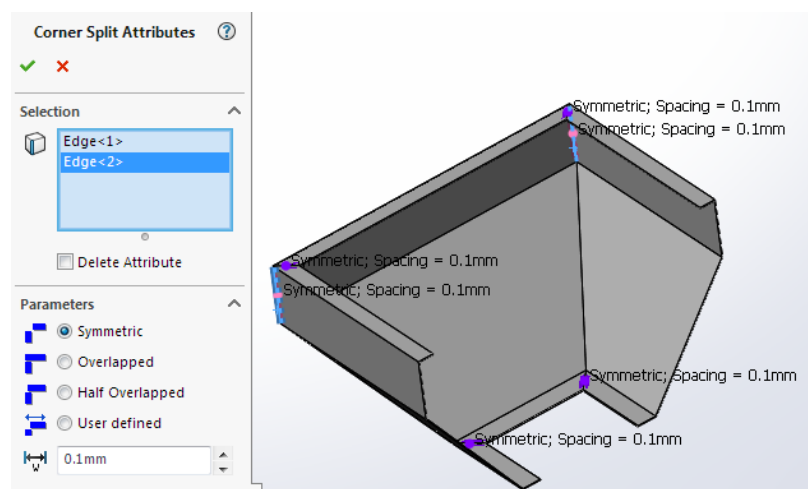 Corner Split Attributes
Selection
Edge<1>
Edge<2>
Delete Attribute
Parameters
Symmetric
Overlapped
Half Overlapped
User defined
0.1mm
Symmetric; Spacing = 0.1mm
Symmetric; Spacing = 0.1mm
Symmetric; Spacing = 0.1mm
Symmetric; Spacing = 0.1mm
Symmetric; Spacing = 0.1mm
Symmetric; Spacing = 0.1mm